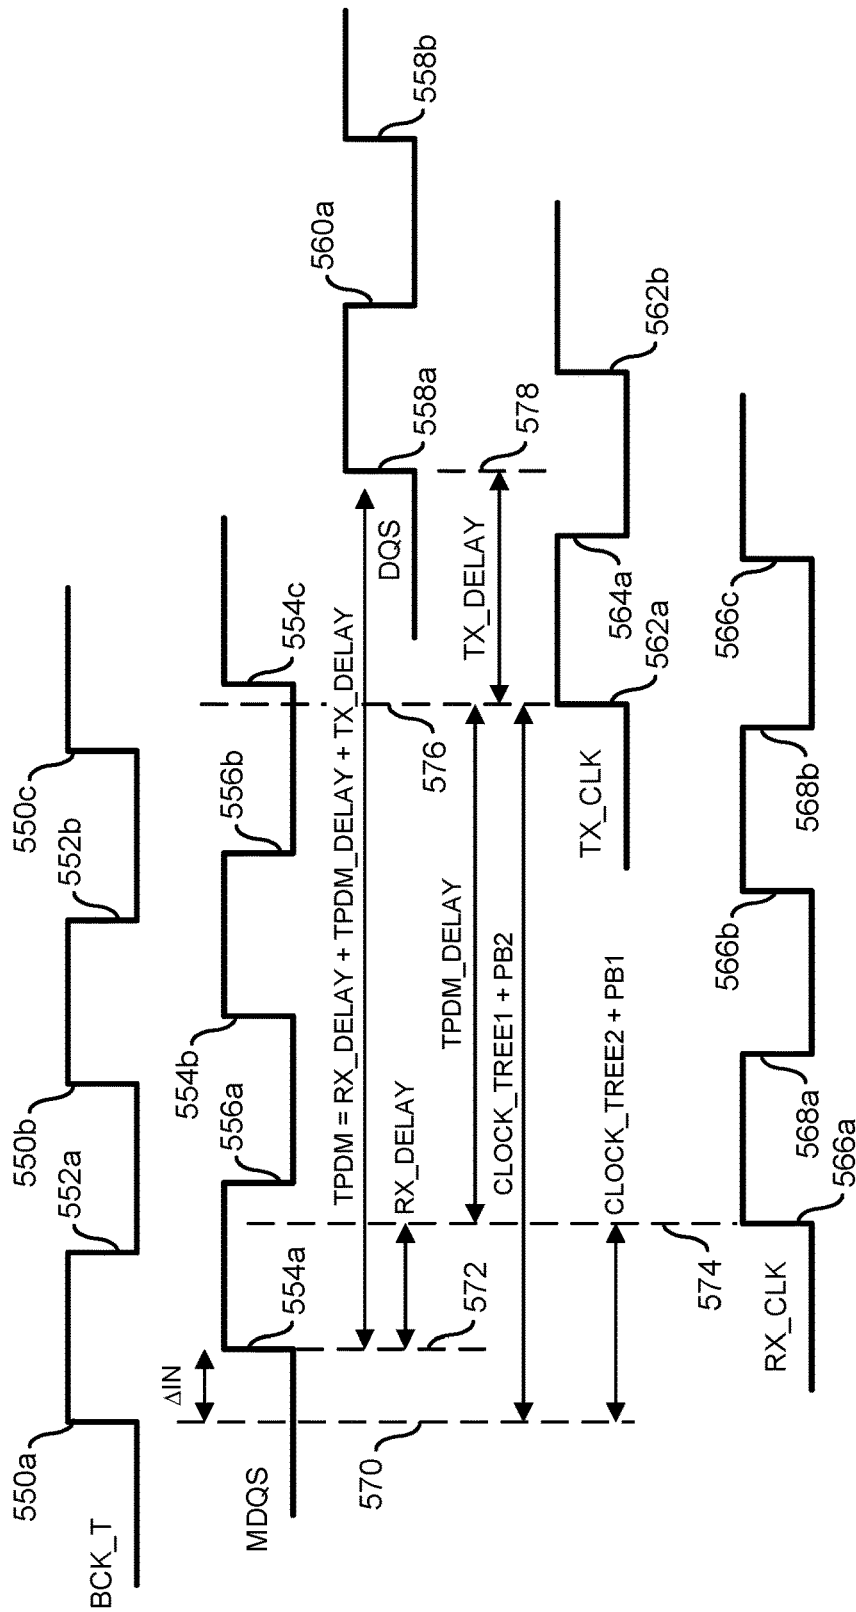 550a
552a
550b
552b
550c
BCK_T
ΔIN
554a
556a
554b
556b
554c
MDQS
TPDM = RX_DELAY + TPDM_DELAY + TX_DELAY
DQS
558a
560a
558b
570
572
RX_DELAY
576
TPDM_DELAY
TX_DELAY
578
CLOCK_TREE1 + PB2
TX_CLK
562a
564a
562b
CLOCK_TREE2 + PB1
574
RX_CLK
566a
568a
566b
568b
566c